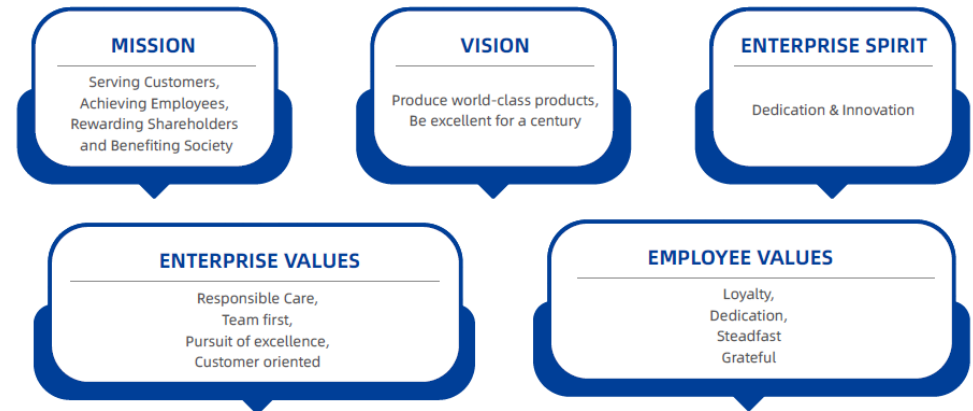 MISSION
Serving Customers,
Achieving Employees,
Rewarding Shareholders
and Benefiting Society
VISION
Produce world-class products,
Be excellent for a century
ENTERPRISE SPIRIT
Dedication & Innovation
ENTERPRISE VALUES
Responsible Care,
Team first,
Pursuit of excellence,
Customer oriented
EMPLOYEE VALUES
Loyalty,
Dedication,
Steadfast
Grateful